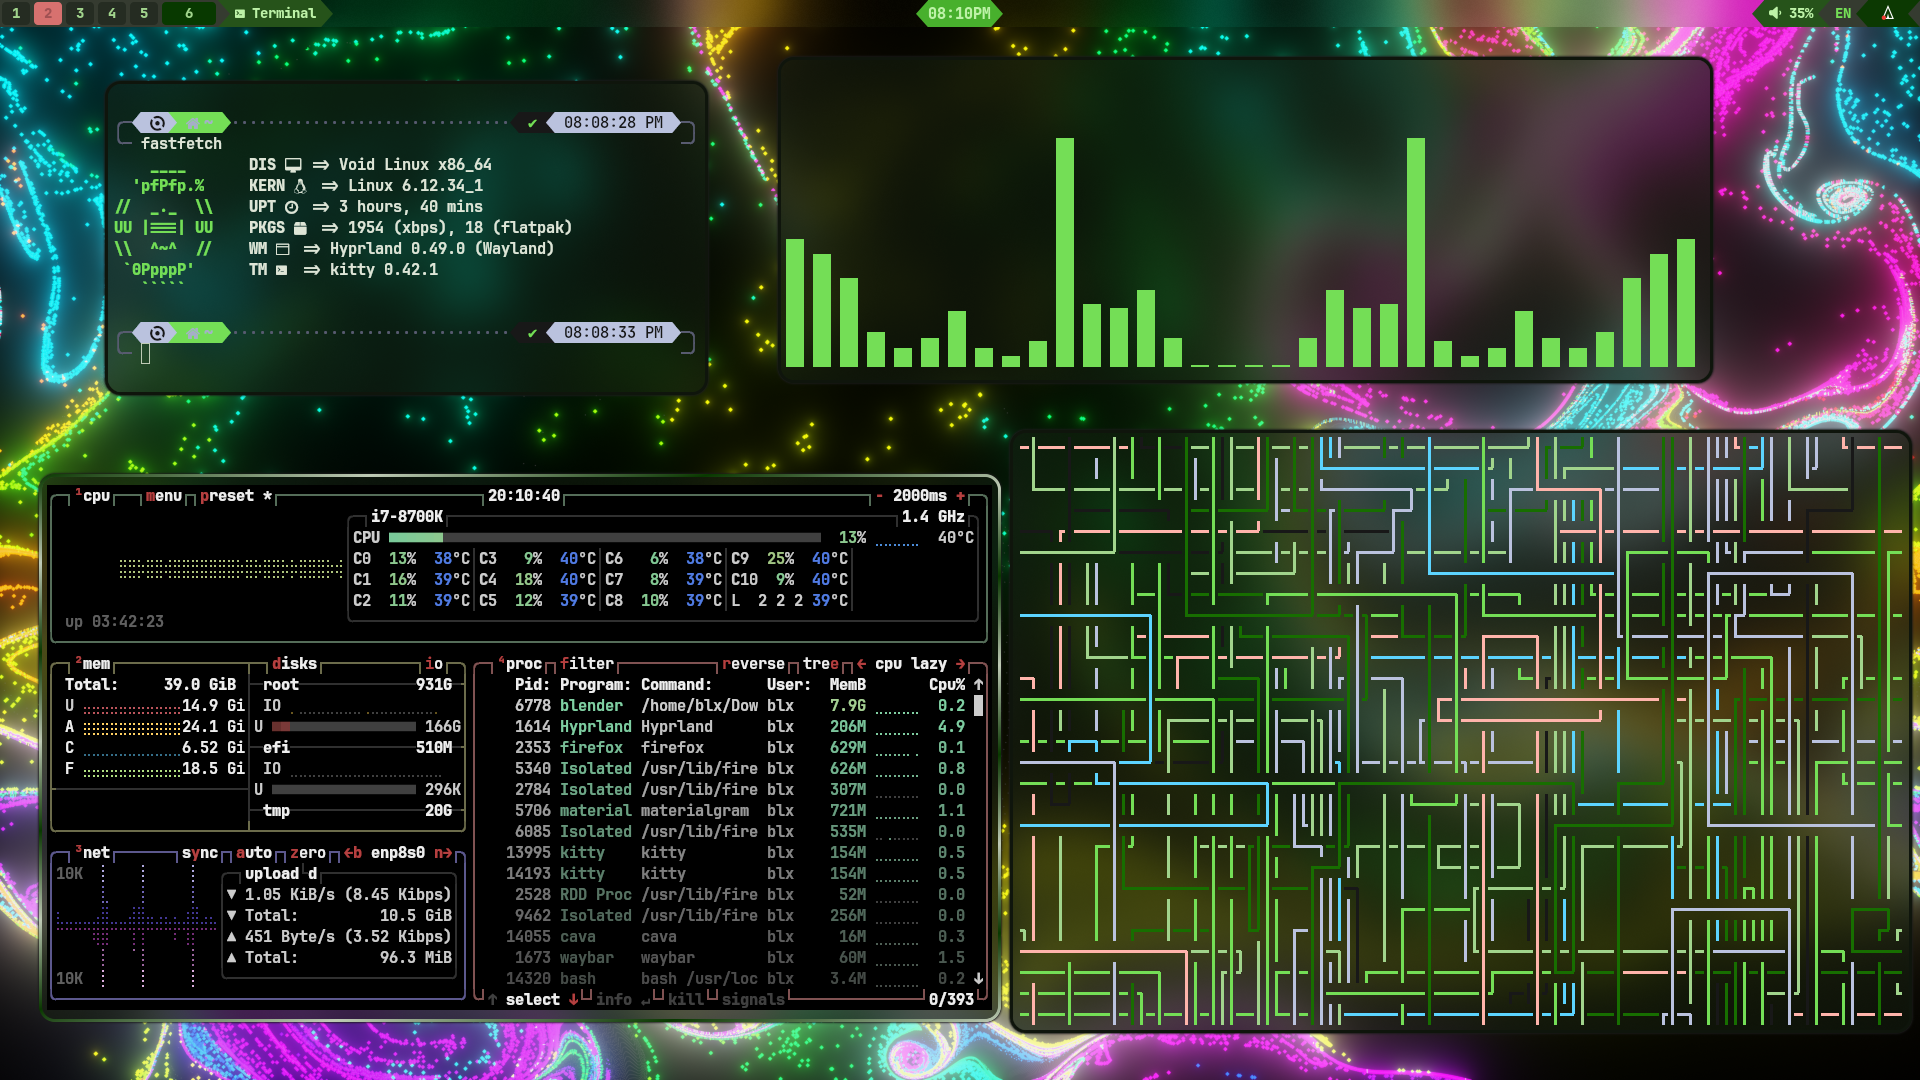 1 2 3 4 5 6 Terminal
08:10PM
35% EN
08:08:28 PM
fastfetch
DIS => Void Linux x86_64
'pfPfp.%
KERN => Linux 6.12.34_1
// _._ \\
UPT => 3 hours, 40 mins
UU |≡≡≡| UU
PKGS => 1954 (xbps), 18 (flatpak)
\\ ^~^ //
WM => Hyprland 0.49.0 (Wayland)
`0PpppP'
TM => kitty 0.42.1
08:08:33 PM
¹cpu menu preset * 20:10:40 - 2000ms +
i7-8700K 1.4 GHz
CPU 13% 40°C
C0 13% 38°C C3 9% 40°C C6 6% 38°C C9 25% 40°C
C1 16% 39°C C4 18% 40°C C7 8% 39°C C10 9% 40°C
C2 11% 39°C C5 12% 39°C C8 10% 39°C L 2 2 2 39°C
up 03:42:23
²mem disks io
Total: 39.0 GiB root 931G
U 14.9 Gi IO
A 24.1 Gi U 166G
C 6.52 Gi efi 510M
F 18.5 Gi IO
U 296K
tmp 20G
³net sync auto zero ←b enp8s0 n→
10K upload d
▼ 1.05 KiB/s (8.45 Kibps)
▼ Total: 10.5 GiB
▲ 451 Byte/s (3.52 Kibps)
▲ Total: 96.3 MiB
10K
⁴proc filter reverse tree ← cpu lazy →
Pid: Program: Command: User: MemB Cpu% ↑
6778 blender /home/blx/Dow blx 7.9G 0.2
1614 Hyprland Hyprland blx 206M 4.9
2353 firefox firefox blx 629M 0.1
5340 Isolated /usr/lib/fire blx 626M 0.8
2784 Isolated /usr/lib/fire blx 307M 0.0
5706 material materialgram blx 721M 1.1
6085 Isolated /usr/lib/fire blx 535M 0.0
13995 kitty kitty blx 154M 0.5
14193 kitty kitty blx 154M 0.5
2528 RDD Proc /usr/lib/fire blx 52M 0.0
9462 Isolated /usr/lib/fire blx 256M 0.0
14055 cava cava blx 16M 0.3
1673 waybar waybar blx 60M 1.5
14320 bash bash /usr/loc blx 3.4M 0.2 ↓
↑ select ↓ info ↵ kill signals 0/393